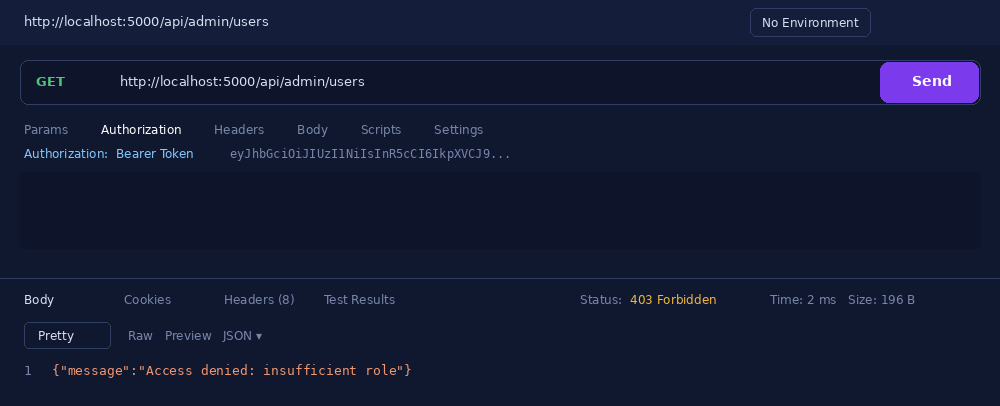 http://localhost:5000/api/admin/users No Environment
GET http://localhost:5000/api/admin/users Send
Params Authorization Headers Body Scripts Settings
Authorization: Bearer Token eyJhbGciOiJIUzI1NiIsInR5cCI6IkpXVCJ9...
Body Cookies Headers (8) Test Results Status: 403 Forbidden Time: 2 ms Size: 196 B
Pretty Raw Preview JSON ▾
1 {"message":"Access denied: insufficient role"}